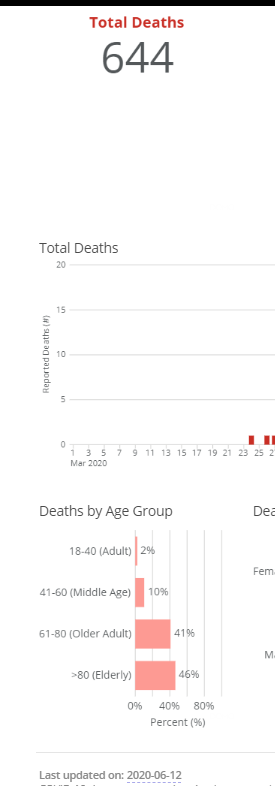 Total Deaths
644
Total Deaths
20
15
10
5
0
Reported Deaths (#)
1 3 5 7 9 11 13 15 17 19 21 23 25
Mar 2020
Deaths by Age Group
18-40 (Adult) 2%
41-60 (Middle Age) 10%
61-80 (Older Adult) 41%
>80 (Elderly) 46%
0% 40% 80%
Percent (%)
Last updated on: 2020-06-12